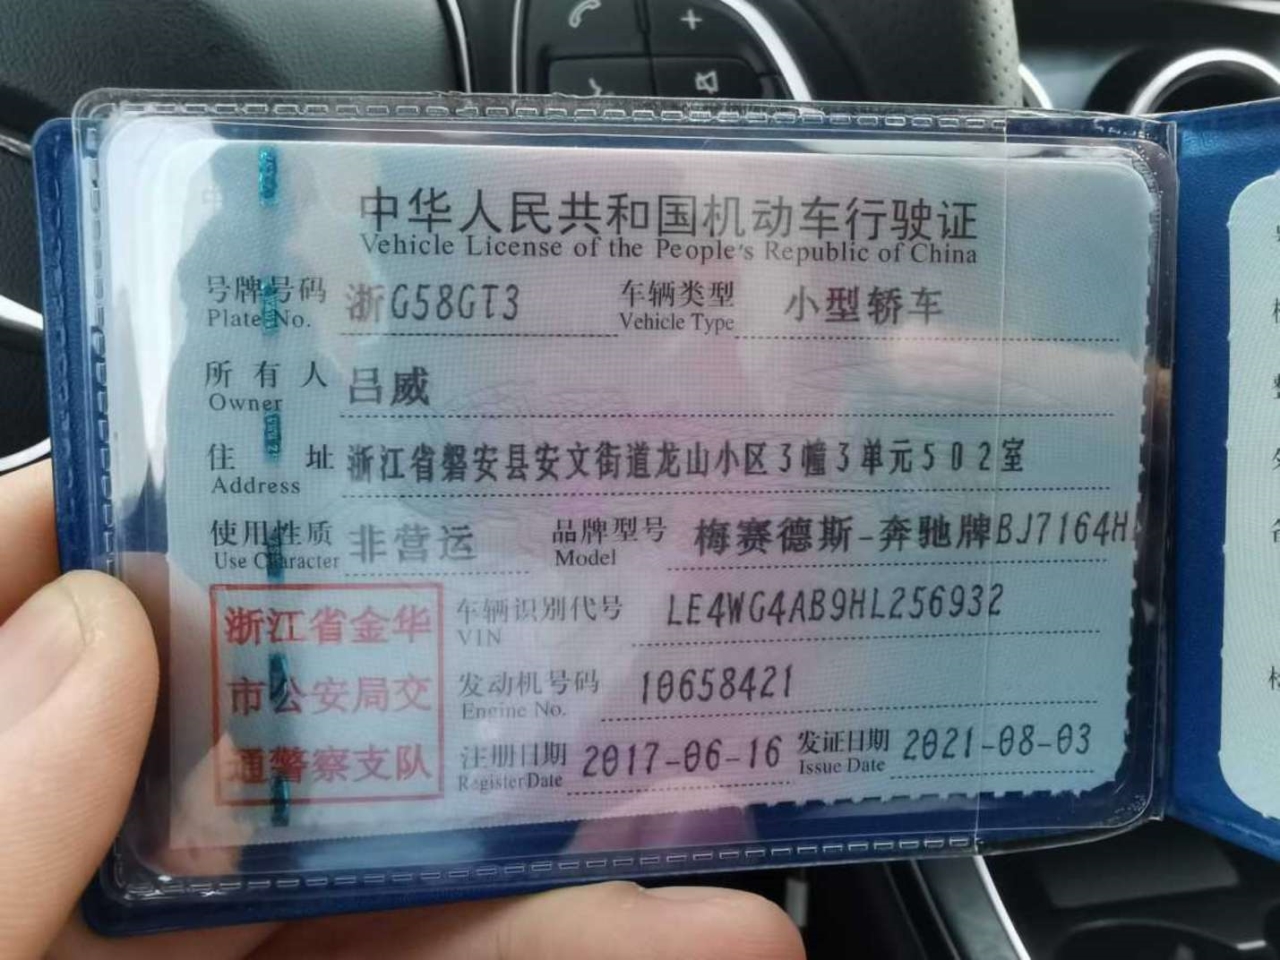 中华人民共和国机动车行驶证
Vehicle License of the People's Republic of China
号牌号码 浙G58GT3 车辆类型 小型轿车
Plate No. Vehicle Type
所有人 吕威
Owner
住址 浙江省磐安县安文街道龙山小区3幢3单元502室
Address
使用性质 非营运 品牌型号 梅赛德斯-奔驰牌BJ7164H
Use Character Model
浙江省金华
市公安局交
通警察支队
车辆识别代号 LE4WG4AB9HL256932
VIN
发动机号码 10658421
Engine No.
注册日期 2017-06-16 发证日期 2021-08-03
Register Date Issue Date